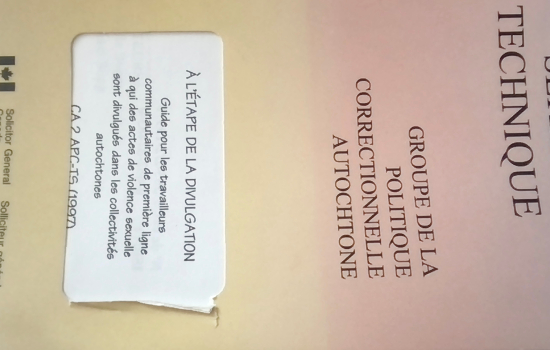 TECHNIQUE
GROUPE DE LA
POLITIQUE
CORRECTIONNELLE
AUTOCHTONE
À L'ÉTAPE DE LA DIVULGATION
Guide pour les travailleurs
communautaires de première ligne
à qui des actes de violence sexuelle
sont divulgués dans les collectivités
autochtones
CA 2 APC-TS (1997)
Solicitor General Solliciteur général